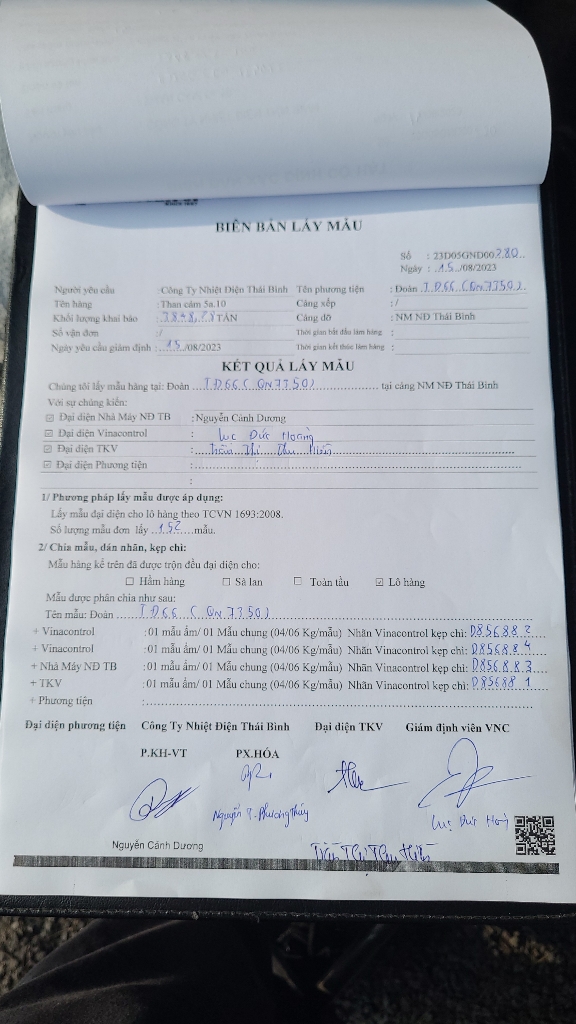 BIÊN BẢN LẤY MẪU
Số : 23D05GND00280
Ngày : 15/08/2023
Người yêu cầu : Công Ty Nhiệt Điện Thái Bình Tên phương tiện : Đoàn TĐ66 (QN7750)
Tên hàng : Than cám 5a.10 Cảng xếp : /
Khối lượng khai báo : TẤN Cảng dỡ : NM NĐ Thái Bình
Số vận đơn : / Thời gian bắt đầu làm hàng :
Ngày yêu cầu giám định : 15/08/2023 Thời gian kết thúc làm hàng :
KẾT QUẢ LẤY MẪU
Chúng tôi lấy mẫu hàng tại: Đoàn TĐ66 (QN7750) tại cảng NM NĐ Thái Bình
Với sự chứng kiến:
☑ Đại diện Nhà Máy NĐ TB : Nguyễn Cảnh Dương
☑ Đại diện Vinacontrol : Lục Đức Hoàng
☑ Đại diện TKV : Trần Thị Thu Hiền
☑ Đại diện Phương tiện :
:
1/ Phương pháp lấy mẫu được áp dụng:
Lấy mẫu đại diện cho lô hàng theo TCVN 1693:2008.
Số lượng mẫu đơn lấy 152 mẫu.
2/ Chia mẫu, dán nhãn, kẹp chì:
Mẫu hàng kể trên đã được trộn đều đại diện cho:
☐ Hầm hàng ☐ Sà lan ☐ Toàn tàu ☑ Lô hàng
Mẫu được phân chia như sau:
Tên mẫu: Đoàn TĐ66 (QN7750)
+ Vinacontrol : 01 mẫu ẩm/ 01 Mẫu chung (04/06 Kg/mẫu) Nhãn Vinacontrol kẹp chì: D856882
+ Vinacontrol : 01 mẫu ẩm/ 01 Mẫu chung (04/06 Kg/mẫu) Nhãn Vinacontrol kẹp chì: D856884
+ Nhà Máy NĐ TB : 01 mẫu ẩm/ 01 Mẫu chung (04/06 Kg/mẫu) Nhãn Vinacontrol kẹp chì: D856883
+ TKV : 01 mẫu ẩm/ 01 Mẫu chung (04/06 Kg/mẫu) Nhãn Vinacontrol kẹp chì: D856881
+ Phương tiện :
Đại diện phương tiện Công Ty Nhiệt Điện Thái Bình Đại diện TKV Giám định viên VNC
P.KH-VT PX.HÓA
Nguyễn T. Phương Thúy Lục Đức Hoàng
Nguyễn Cảnh Dương Trần Thị Thu Hiền